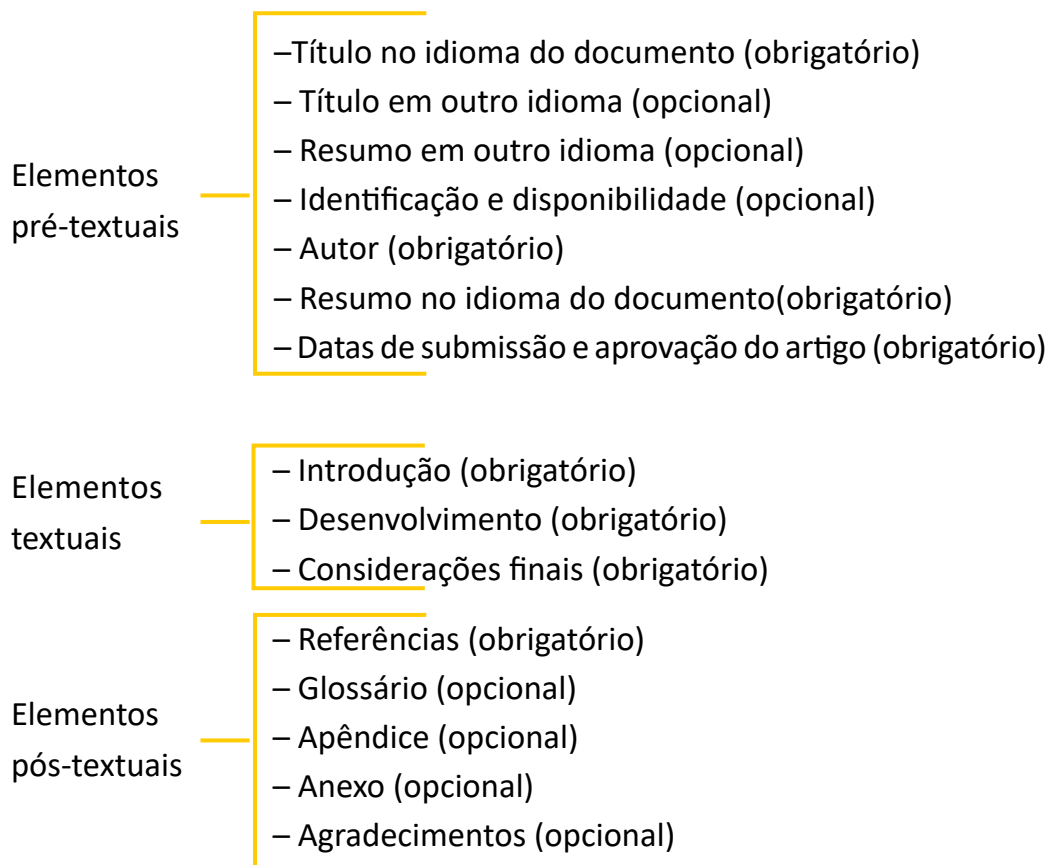 Elementos
pré-textuais
–Título no idioma do documento (obrigatório)
– Título em outro idioma (opcional)
– Resumo em outro idioma (opcional)
– Identificação e disponibilidade (opcional)
– Autor (obrigatório)
– Resumo no idioma do documento(obrigatório)
– Datas de submissão e aprovação do artigo (obrigatório)
Elementos
textuais
– Introdução (obrigatório)
– Desenvolvimento (obrigatório)
– Considerações finais (obrigatório)
Elementos
pós-textuais
– Referências (obrigatório)
– Glossário (opcional)
– Apêndice (opcional)
– Anexo (opcional)
– Agradecimentos (opcional)